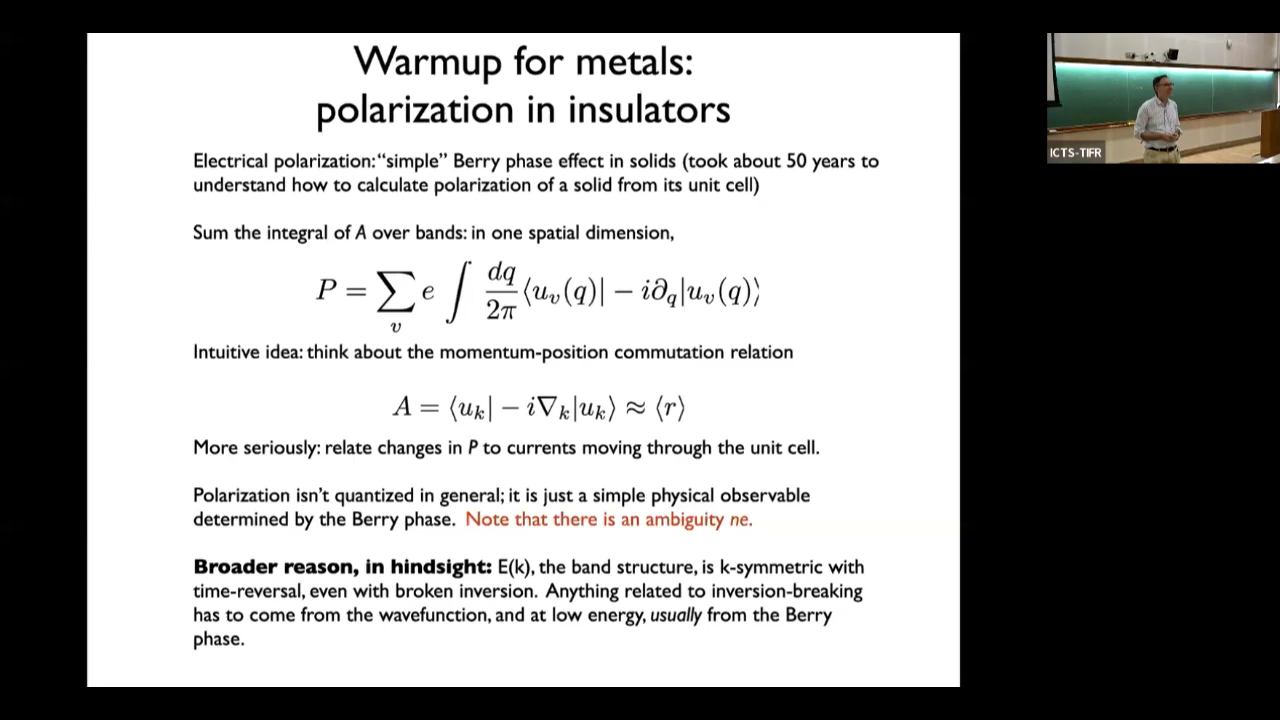 Warmup for metals:
polarization in insulators
Electrical polarization: “simple” Berry phase effect in solids (took about 50 years to
understand how to calculate polarization of a solid from its unit cell)
Sum the integral of A over bands: in one spatial dimension,
P = ∑_v e ∫ dq/2π ⟨u_v(q)| − i∂_q|u_v(q)⟩
Intuitive idea: think about the momentum-position commutation relation
A = ⟨u_k| − i∇_k|u_k⟩ ≈ ⟨r⟩
More seriously: relate changes in P to currents moving through the unit cell.
Polarization isn’t quantized in general; it is just a simple physical observable
determined by the Berry phase. Note that there is an ambiguity ne.
Broader reason, in hindsight: E(k), the band structure, is k-symmetric with
time-reversal, even with broken inversion. Anything related to inversion-breaking
has to come from the wavefunction, and at low energy, usually from the Berry
phase.
ICTS-TIFR